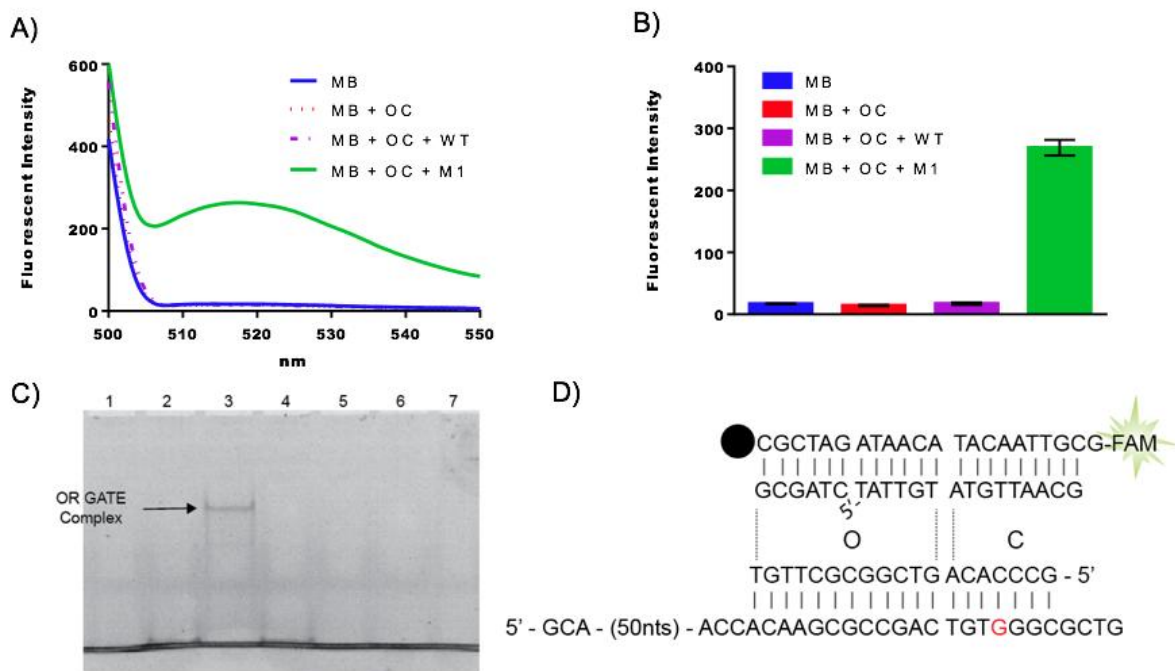 A)
600
400
200
0
500 510 520 530 540 550
nm
Fluorescent Intensity
MB
MB + OC
MB + OC + WT
MB + OC + M1
B)
400
300
200
100
0
Fluorescent Intensity
MB
MB + OC
MB + OC + WT
MB + OC + M1
C)
1 2 3 4 5 6 7
OR GATE
Complex
D)
CGCTAG ATAACA TACAATTGCG-FAM
GCGATC TATTGT ATGTTAACG
5'-
O C
TGTTCGCGGCTG ACACCCG - 5'
5' - GCA - (50nts) - ACCACAAGCGCCGAC TGTGGGCGCTG